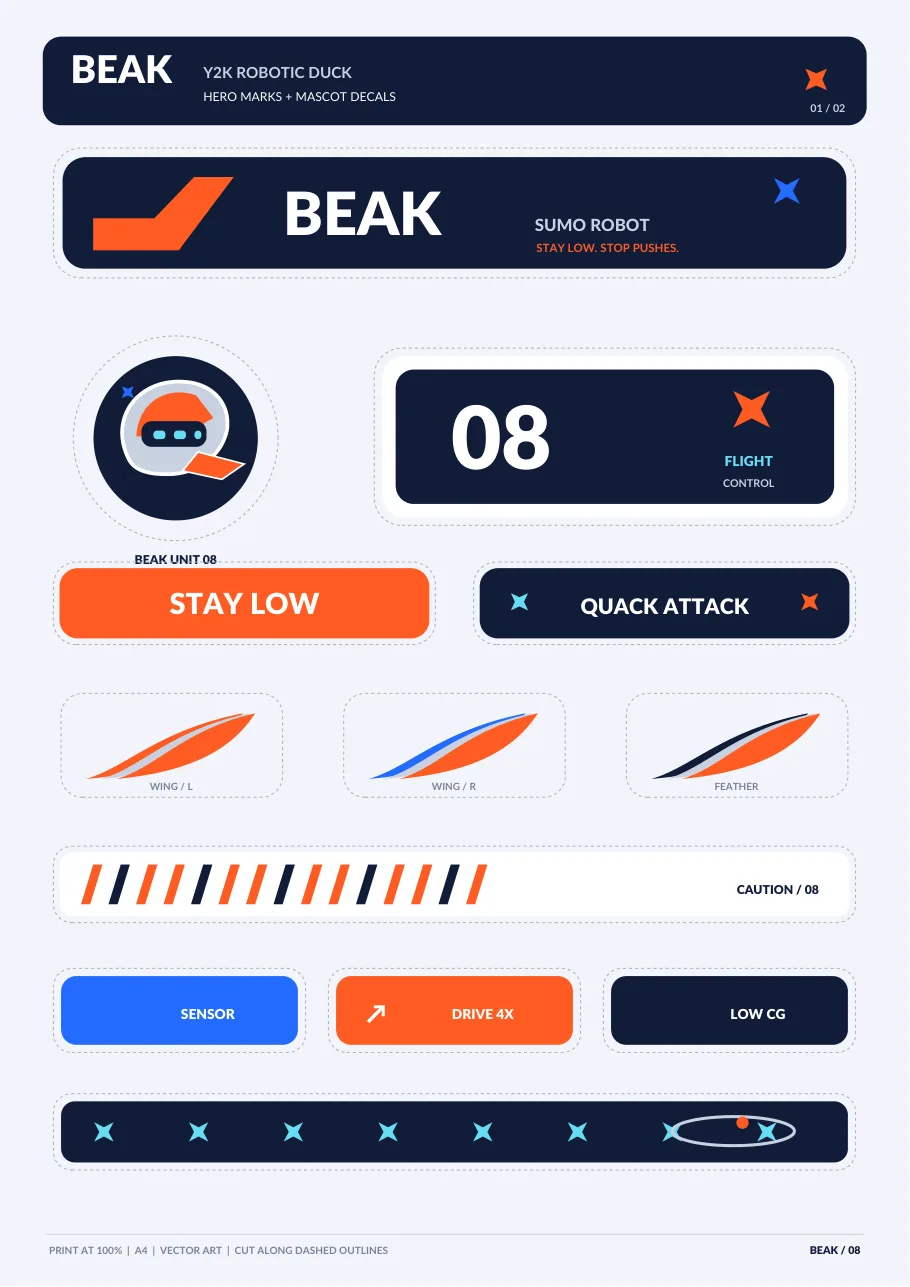 BEAK
Y2K ROBOTIC DUCK
HERO MARKS + MASCOT DECALS
01 / 02
BEAK
SUMO ROBOT
STAY LOW. STOP PUSHES.
08
FLIGHT
CONTROL
BEAK UNIT 08
STAY LOW
QUACK ATTACK
WING / L
WING / R
FEATHER
CAUTION / 08
SENSOR
DRIVE 4X
LOW CG
PRINT AT 100% | A4 | VECTOR ART | CUT ALONG DASHED OUTLINES
BEAK / 08